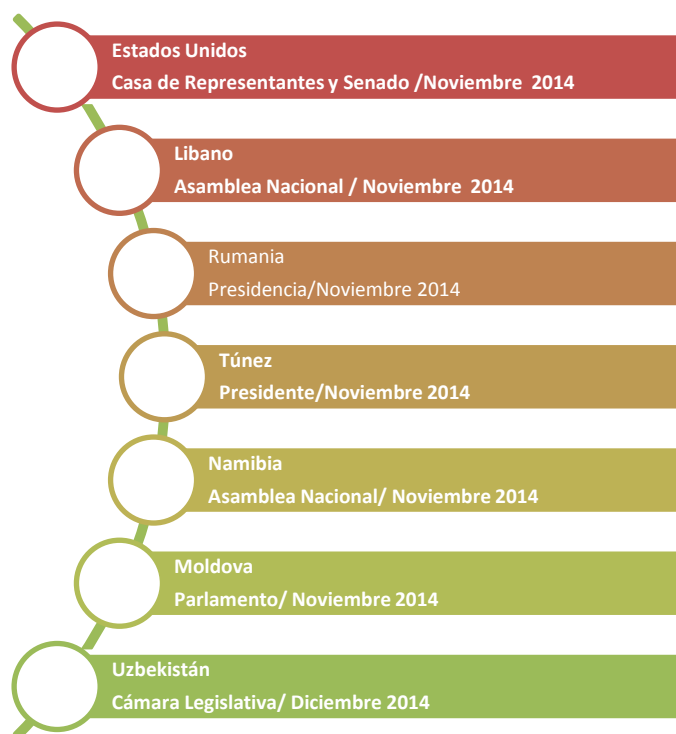 Estados Unidos
Casa de Representantes y Senado /Noviembre 2014
Libano
Asamblea Nacional / Noviembre 2014
Rumania
Presidencia/Noviembre 2014
Túnez
Presidente/Noviembre 2014
Namibia
Asamblea Nacional/ Noviembre 2014
Moldova
Parlamento/ Noviembre 2014
Uzbekistán
Cámara Legislativa/ Diciembre 2014